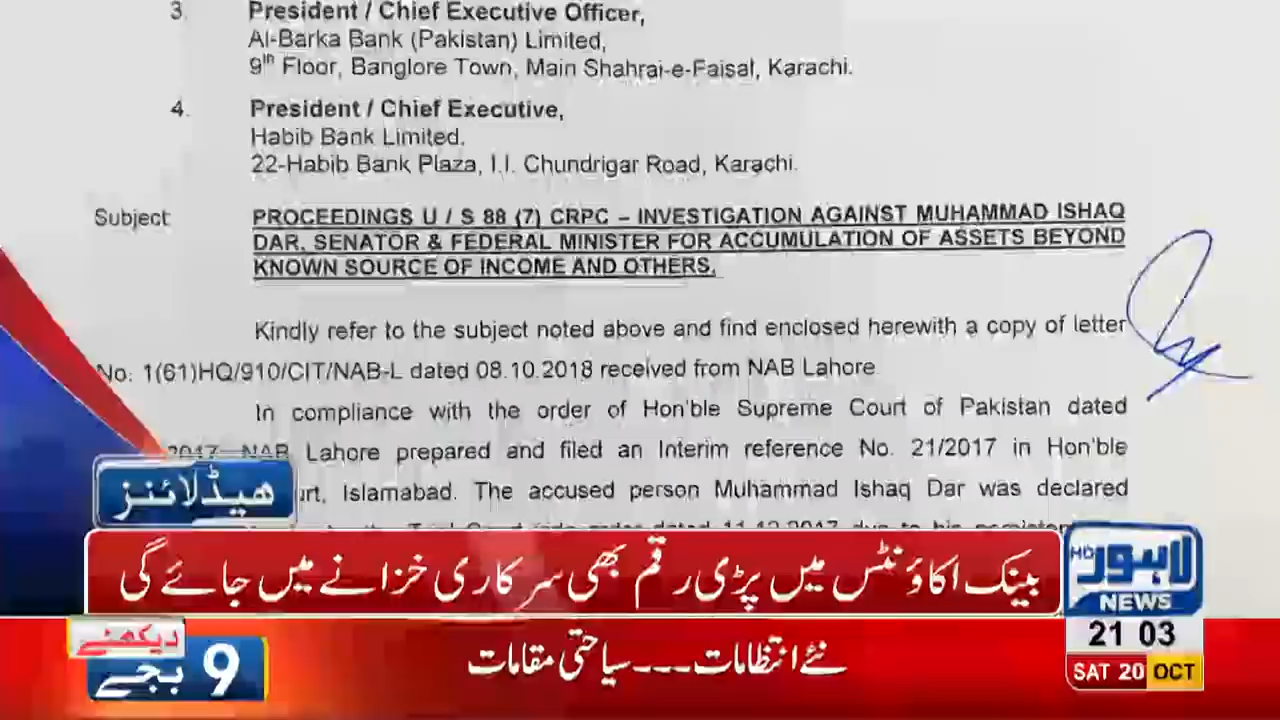 3. President / Chief Executive Officer,
Al-Barka Bank (Pakistan) Limited,
9th Floor, Banglore Town, Main Shahrai-e-Faisal, Karachi.
4. President / Chief Executive,
Habib Bank Limited,
22-Habib Bank Plaza, I.I. Chundrigar Road, Karachi.
Subject: PROCEEDINGS U / S 88 (7) CRPC – INVESTIGATION AGAINST MUHAMMAD ISHAQ
DAR, SENATOR & FEDERAL MINISTER FOR ACCUMULATION OF ASSETS BEYOND
KNOWN SOURCE OF INCOME AND OTHERS.
Kindly refer to the subject noted above and find enclosed herewith a copy of letter
No: 1(61)HQ/910/CIT/NAB-L dated 08.10.2018 received from NAB Lahore
In compliance with the order of Hon'ble Supreme Court of Pakistan dated
2017 NAB Lahore prepared and filed an Interim reference No. 21/2017 in Hon'ble
Islamabad. The accused person Muhammad Ishaq Dar was declared
ہیڈلائنز
بینک اکاؤنٹس میں پڑی رقم بھی سرکاری خزانے میں جائے گی
HD لاہور
NEWS
دیکھئے
9 بجے
نئے انتظامات۔۔۔سیاحتی مقامات
21 03
SAT 20 OCT